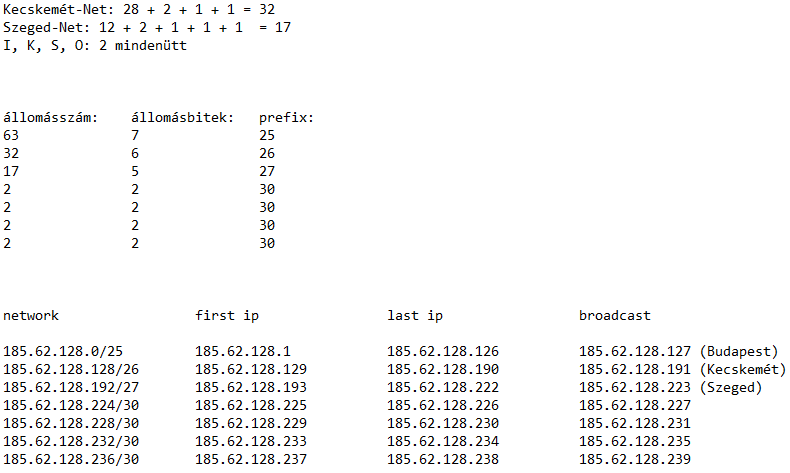 Kecskemét-Net: 28 + 2 + 1 + 1 = 32
Szeged-Net: 12 + 2 + 1 + 1 + 1  = 17
I, K, S, O: 2 mindenütt
állomásszám:    állomásbitek:   prefix:
63              7               25
32              6               26
17              5               27
2               2               30
2               2               30
2               2               30
2               2               30
network                 first ip                last ip                 broadcast
185.62.128.0/25         185.62.128.1            185.62.128.126          185.62.128.127 (Budapest)
185.62.128.128/26       185.62.128.129          185.62.128.190          185.62.128.191 (Kecskemét)
185.62.128.192/27       185.62.128.193          185.62.128.222          185.62.128.223 (Szeged)
185.62.128.224/30       185.62.128.225          185.62.128.226          185.62.128.227
185.62.128.228/30       185.62.128.229          185.62.128.230          185.62.128.231
185.62.128.232/30       185.62.128.233          185.62.128.234          185.62.128.235
185.62.128.236/30       185.62.128.237          185.62.128.238          185.62.128.239